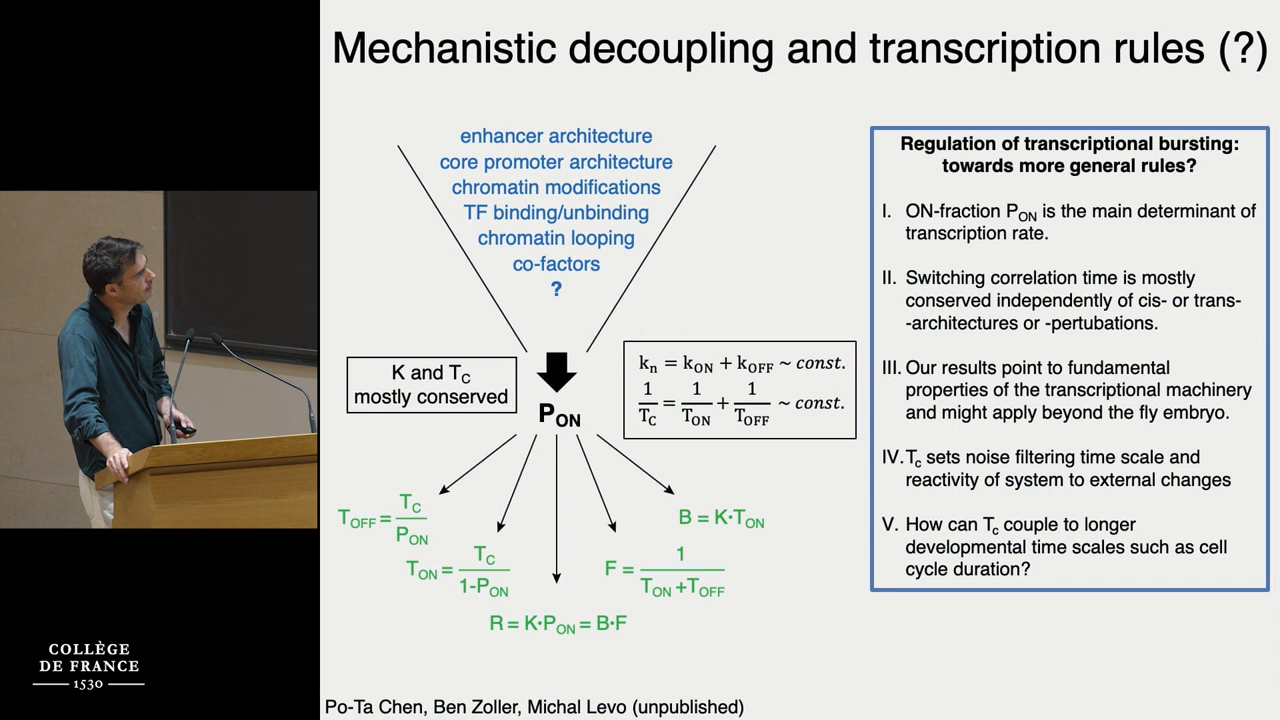 Mechanistic decoupling and transcription rules (?)
enhancer architecture
core promoter architecture
chromatin modifications
TF binding/unbinding
chromatin looping
co-factors
?
K and T_C
mostly conserved
k_n = k_ON + k_OFF ~ const.
1/T_C = 1/T_ON + 1/T_OFF ~ const.
P_ON
T_OFF = T_C/P_ON
T_ON = T_C/1-P_ON
R = K·P_ON = B·F
F = 1/T_ON +T_OFF
B = K·T_ON
Regulation of transcriptional bursting:
towards more general rules?
I. ON-fraction P_ON is the main determinant of
transcription rate.
II. Switching correlation time is mostly
conserved independently of cis- or trans-
-architectures or -pertubations.
III. Our results point to fundamental
properties of the transcriptional machinery
and might apply beyond the fly embryo.
IV. T_c sets noise filtering time scale and
reactivity of system to external changes
V. How can T_c couple to longer
developmental time scales such as cell
cycle duration?
COLLÈGE
DE FRANCE
1530
Po-Ta Chen, Ben Zoller, Michal Levo (unpublished)